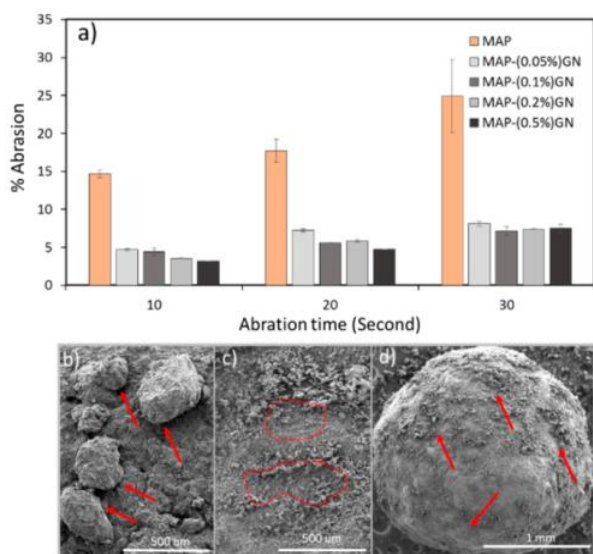 a)
35
30
25
20
15
10
5
0
% Abrasion
MAP
MAP-(0.05%)GN
MAP-(0.1%)GN
MAP-(0.2%)GN
MAP-(0.5%)GN
10 20 30
Abration time (Second)
b) c) d)
500 um 500 um 1 mm